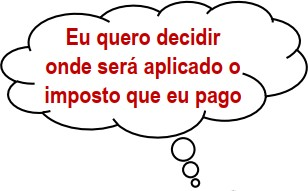 Eu quero decidir
onde será aplicado o
imposto que eu pago